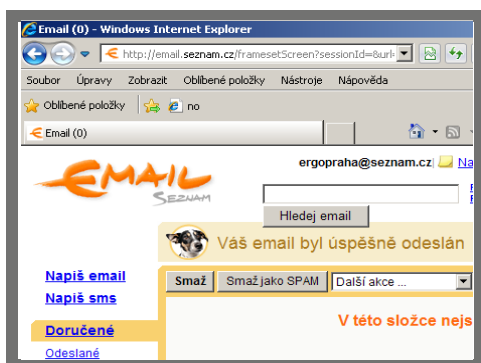 Email (0) - Windows Internet Explorer
http://email.seznam.cz/framesetScreen?sessionId=&url
Soubor Úpravy Zobrazit Oblíbené položky Nástroje Nápověda
Oblíbené položky no
Email (0)
EMAIL
SEZNAM
ergopraha@seznam.cz Na
Hledej email
Váš email byl úspěšně odeslán
Napiš email
Napiš sms
Smaž Smaž jako SPAM Další akce ...
V této složce nejs
Doručené
Odeslané